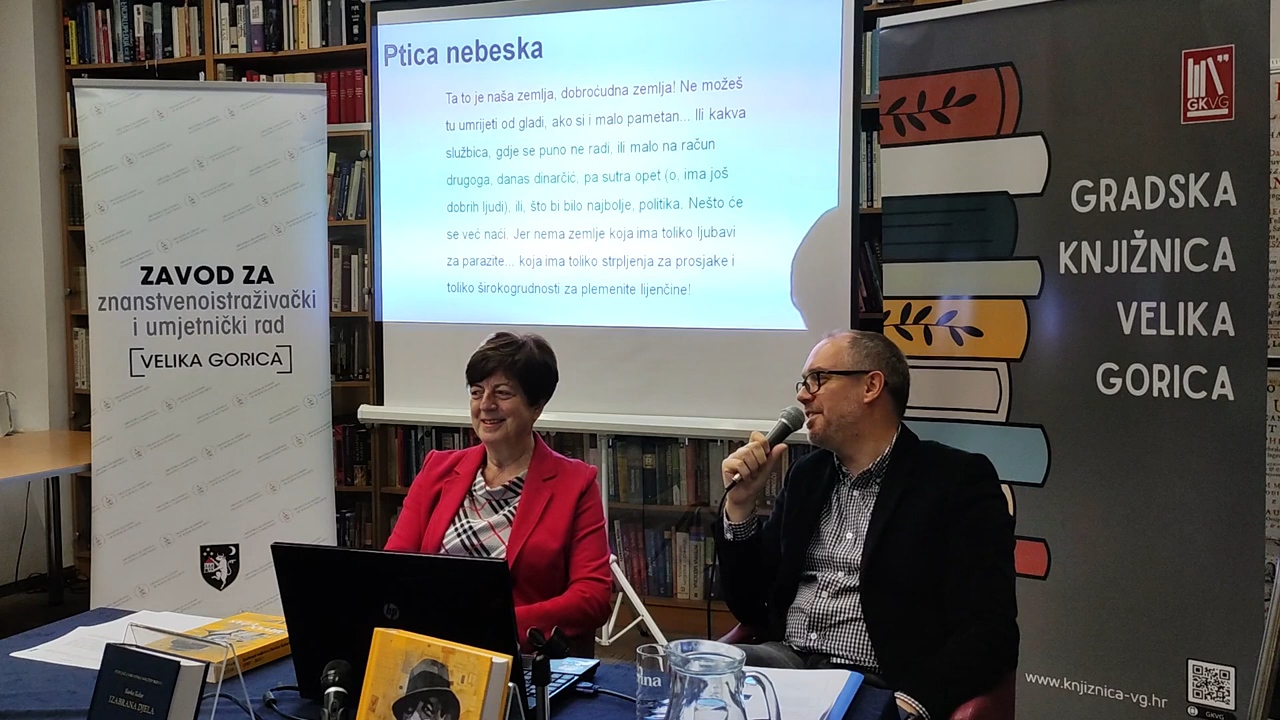 Ptica nebeska
Ta to je naša zemlja, dobroćudna zemlja! Ne možeš
tu umrijeti od gladi, ako si i malo pametan... Ili kakva
službica, gdje se puno ne radi, ili malo na račun
drugoga, danas dinarčić, pa sutra opet (o, ima još
dobrih ljudi), ili, što bi bilo najbolje, politika. Nešto će
se već naći. Jer nema zemlje koja ima toliko ljubavi
za parazite... koja ima toliko strpljenja za prosjake i
toliko širokogrudnosti za plemenite lijenčine!
ZAVOD ZA
znanstvenoistraživački
i umjetnički rad
[VELIKA GORICA]
GKVG
GRADSKA
KNJIŽNICA
VELIKA
GORICA
www.knjiznica-vg.hr
GKVG
hp
IZABRANA DJELA